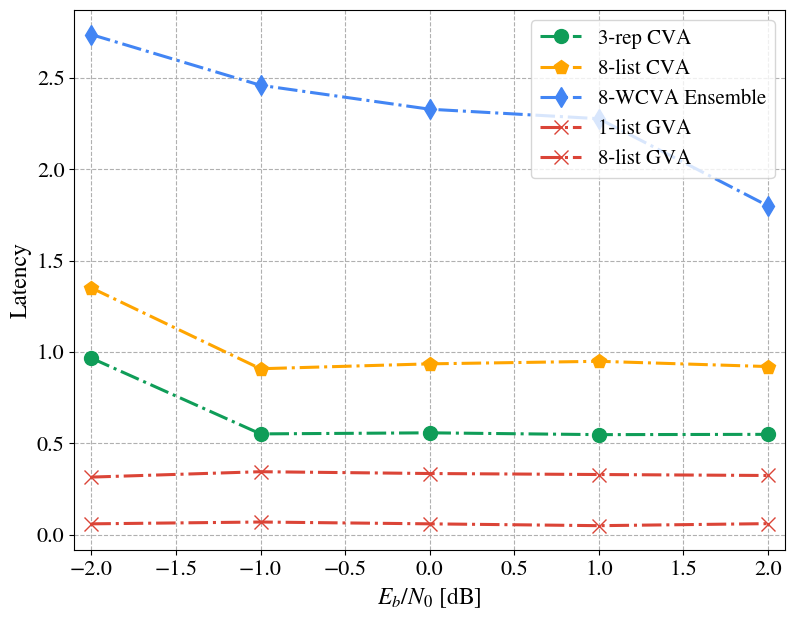 3-rep CVA
8-list CVA
8-WCVA Ensemble
1-list GVA
8-list GVA
Latency
2.5
2.0
1.5
1.0
0.5
0.0
−2.0 −1.5 −1.0 −0.5 0.0 0.5 1.0 1.5 2.0
E_b/N_0 [dB]